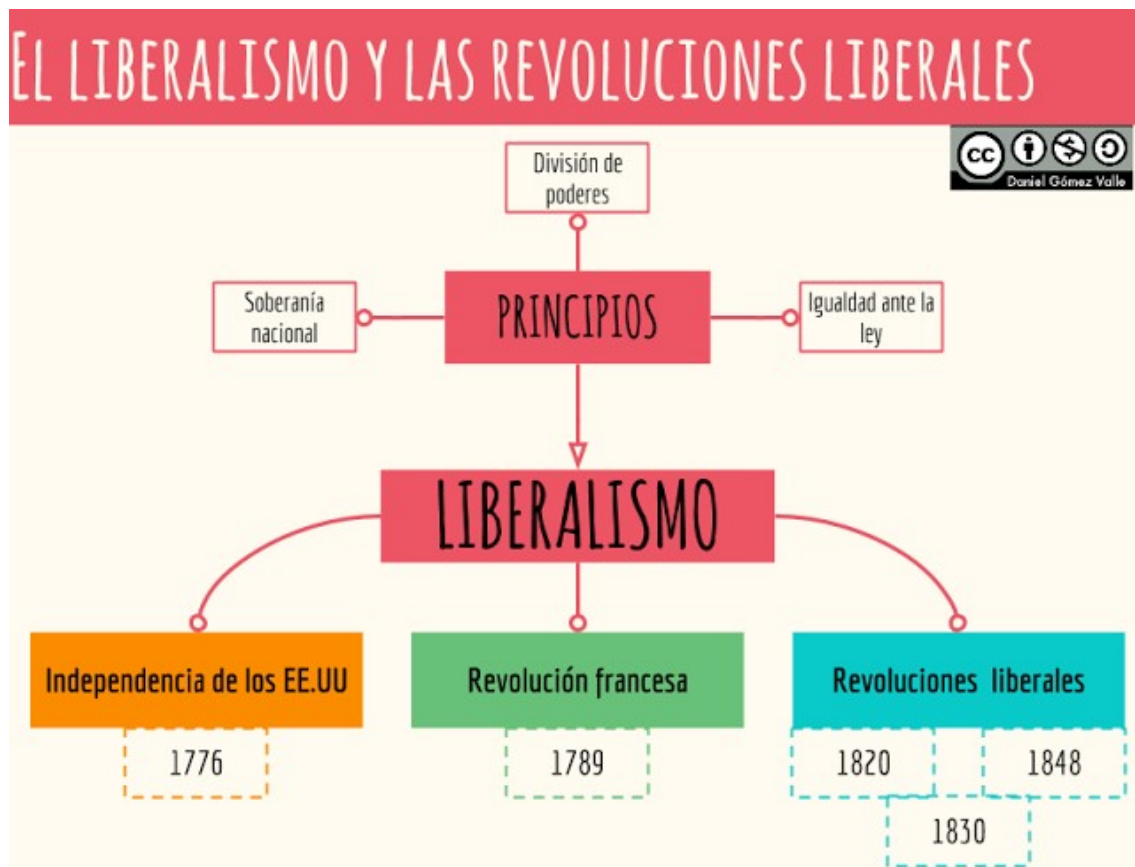 EL LIBERALISMO Y LAS REVOLUCIONES LIBERALES
cc
Daniel Gómez Valle
División de
poderes
Soberanía
nacional
PRINCIPIOS
Igualdad ante la
ley
LIBERALISMO
Independencia de los EE.UU
Revolución francesa
Revoluciones liberales
1776
1789
1820
1848
1830